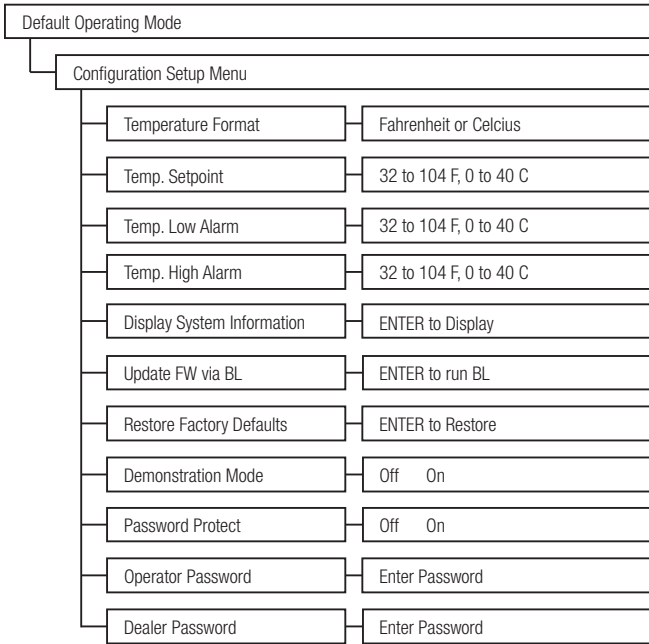 Default Operating Mode
Configuration Setup Menu
Temperature Format Fahrenheit or Celcius
Temp. Setpoint 32 to 104 F, 0 to 40 C
Temp. Low Alarm 32 to 104 F, 0 to 40 C
Temp. High Alarm 32 to 104 F, 0 to 40 C
Display System Information ENTER to Display
Update FW via BL ENTER to run BL
Restore Factory Defaults ENTER to Restore
Demonstration Mode Off On
Password Protect Off On
Operator Password Enter Password
Dealer Password Enter Password